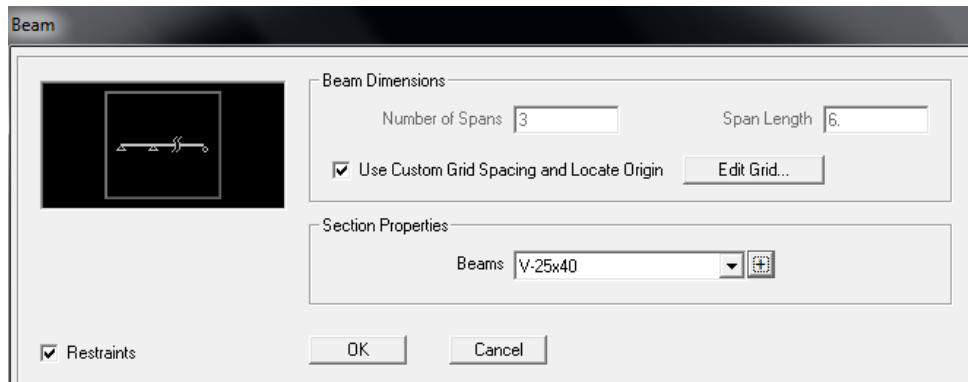 Beam
Beam Dimensions
Number of Spans 3 Span Length 6.
Use Custom Grid Spacing and Locate Origin Edit Grid...
Section Properties
Beams V-25x40 +
Restraints OK Cancel